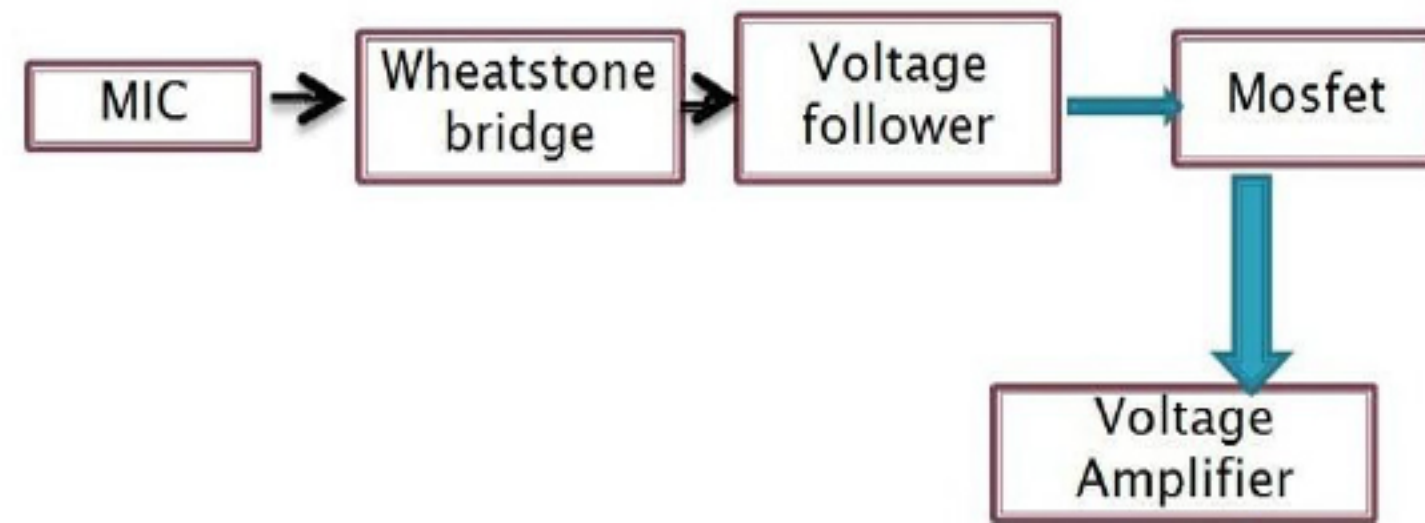 MIC
Wheatstone
bridge
Voltage
follower
Mosfet
Voltage
Amplifier